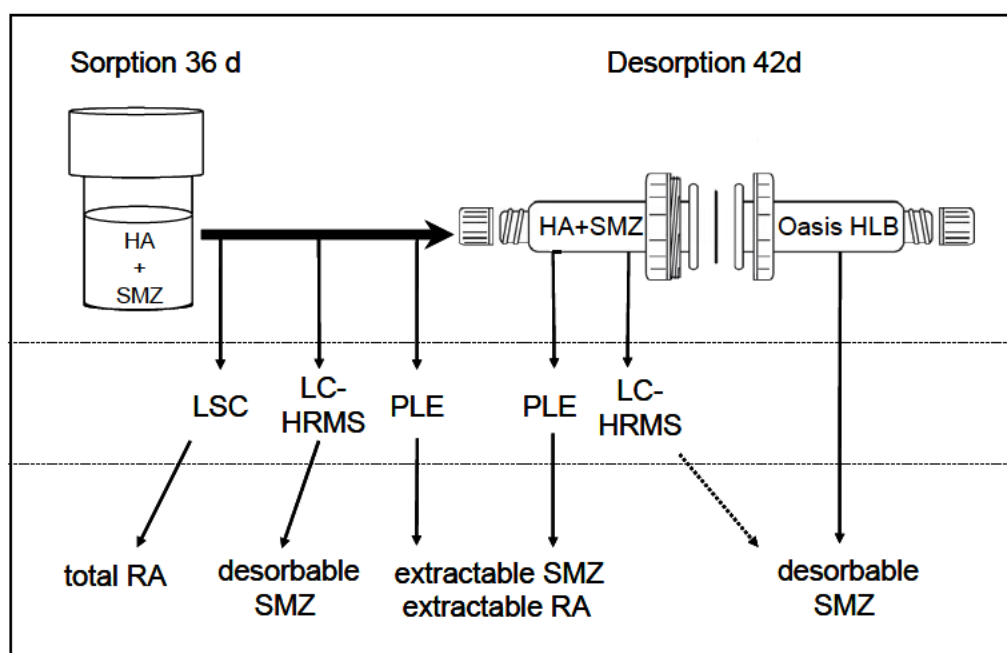 Sorption 36 d
Desorption 42d
HA
+
SMZ
HA+SMZ
Oasis HLB
LSC
LC-
HRMS
PLE
PLE
LC-
HRMS
total RA
desorbable
SMZ
extractable SMZ
extractable RA
desorbable
SMZ